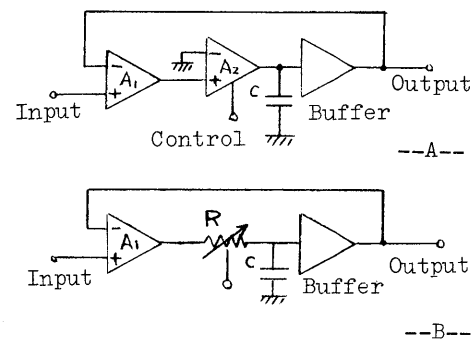 -
A₁
+
-
A₂
+
C
Input
Control
Buffer
Output
--A--
-
A₁
+
R
C
Input
Buffer
Output
--B--